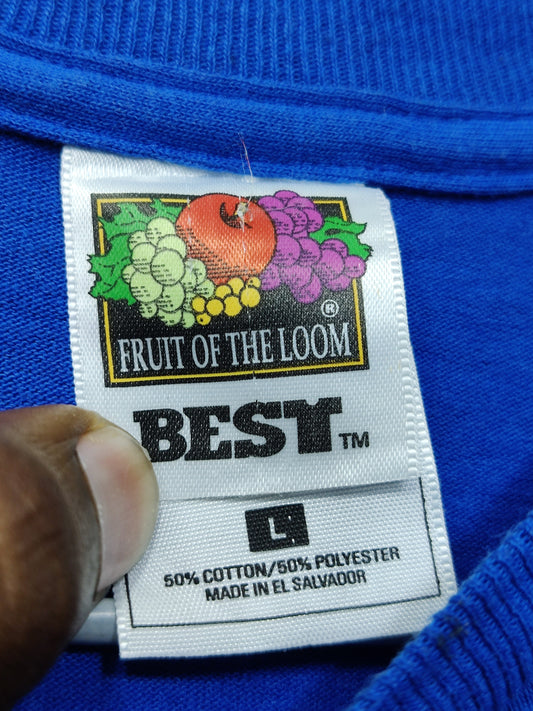 ®
FRUIT OF THE LOOM
BEST™
L
50% COTTON/50% POLYESTER
MADE IN EL SALVADOR